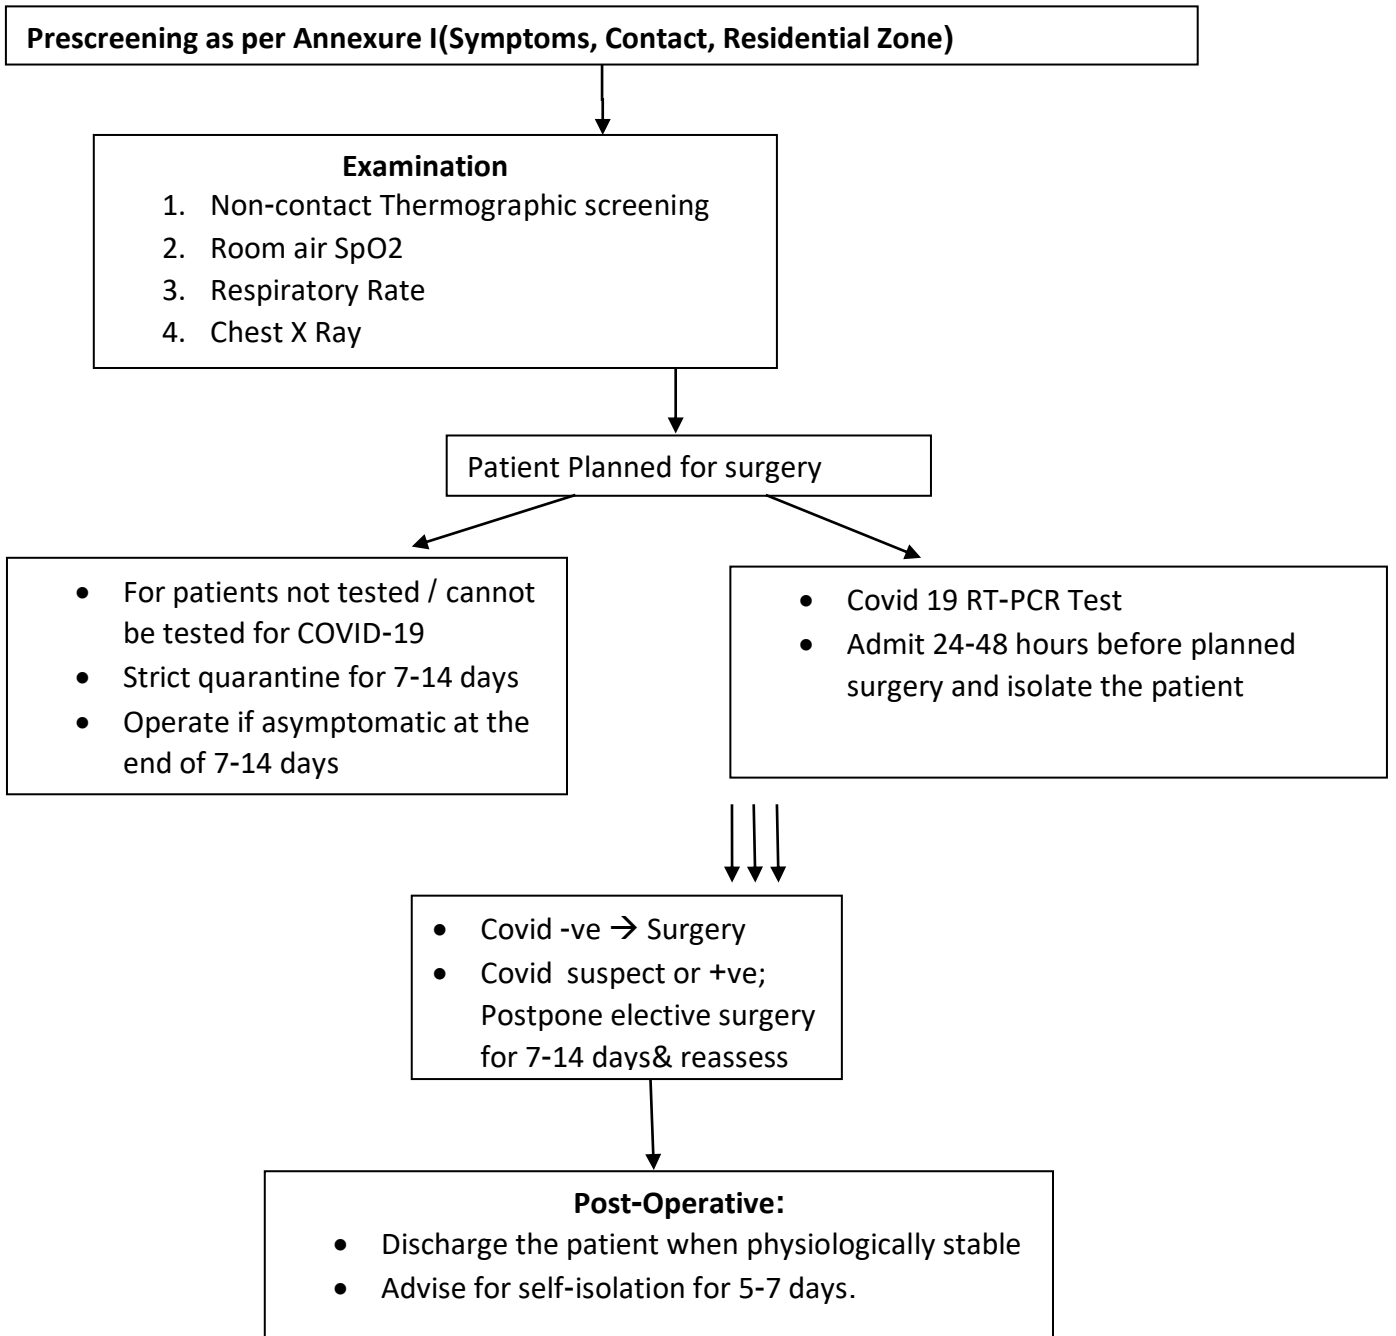 Prescreening as per Annexure I(Symptoms, Contact, Residential Zone)
Examination
1. Non-contact Thermographic screening
2. Room air SpO2
3. Respiratory Rate
4. Chest X Ray
Patient Planned for surgery
• For patients not tested / cannot
be tested for COVID-19
• Strict quarantine for 7-14 days
• Operate if asymptomatic at the
end of 7-14 days
• Covid 19 RT-PCR Test
• Admit 24-48 hours before planned
surgery and isolate the patient
• Covid -ve → Surgery
• Covid suspect or +ve;
Postpone elective surgery
for 7-14 days& reassess
Post-Operative:
• Discharge the patient when physiologically stable
• Advise for self-isolation for 5-7 days.